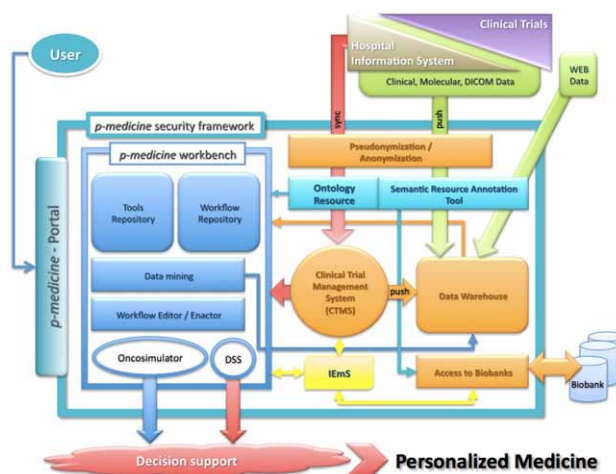 Clinical Trials
Hospital
Information System
User
Clinical, Molecular, DICOM Data
WEB
Data
sync
push
p-medicine security framework
Pseudonymization /
Anonymization
p-medicine workbench
Ontology
Resource
Semantic Resource Annotation
Tool
Tools
Repository
Workflow
Repository
p-medicine - Portal
Data mining
Clinical Trial
Management
System
(CTMS)
push
Data Warehouse
Workflow Editor / Enactor
Oncosimulator
DSS
IEmS
Access to Biobanks
Biobank
Decision support
Personalized Medicine